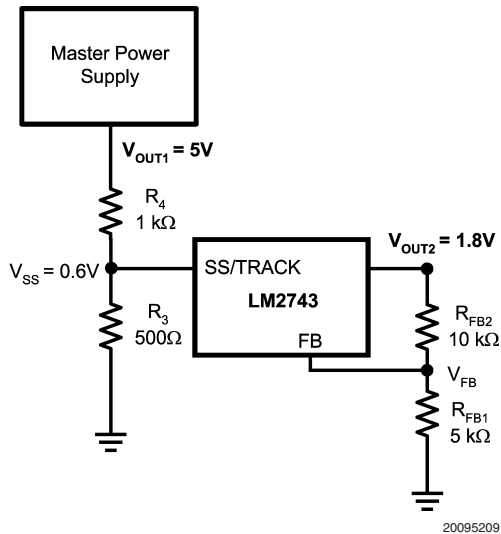 Master Power
Supply
V_OUT1 = 5V
R_4
1 kΩ
V_SS = 0.6V
SS/TRACK
LM2743
FB
V_OUT2 = 1.8V
R_3
500Ω
R_FB2
10 kΩ
V_FB
R_FB1
5 kΩ
20095209